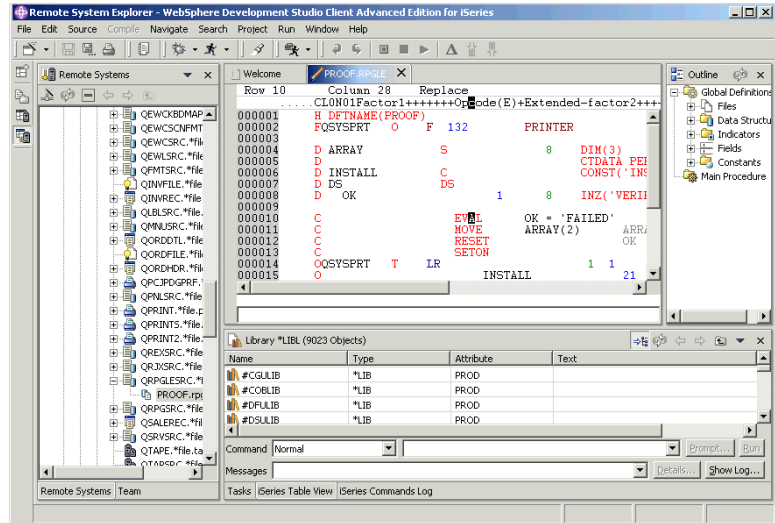 Remote System Explorer - WebSphere Development Studio Client Advanced Edition for iSeries
File Edit Source Compile Navigate Search Project Run Window Help
Remote Systems
QEWCKBDMAP
QEWCSCNFMT
QEWCSRC.*fil
QEWLSRC.*file
QFMTSRC.*file
QINVFILE.*file
QINVREC.*file
QLBLSRC.*file.
QMNUSRC.*file
QORDDTL.*file
QORDFILE.*file
QORDHDR.*file
QPCJPDGPRF.*
QPNLSRC.*file
QPRINT.*file.p
QPRINTS.*file.
QPRINT2.*file.
QREXSRC.*file
QRJXSRC.*file
QRPGLESRC.*f
PROOF.rpg
QRPGSRC.*file
QSALEREC.*fil
QSRVSRC.*file
QTAPE.*file.ta
QTAPSRC.*file
Remote Systems Team
Welcome PROOF.RPGLE
Row 10 Column 28 Replace
.....CL0N01Factor1+++++++Opcode(E)+Extended-factor2+++
000001 H DFTNAME(PROOF)
000002 FQSYSPRT O F 132 PRINTER
000003
000004 D ARRAY S 8 DIM(3)
000005 D CTDATA PER
000006 D INSTALL C CONST('INS
000007 D DS DS
000008 D OK 1 8 INZ('VERIF
000009
000010 C EVAL OK = 'FAILED'
000011 C MOVE ARRAY(2) ARRA
000012 C RESET OK
000013 C SETON
000014 OQSYSPRT T LR 1 1
000015 O INSTALL 21
Outline
Global Definitions
Files
Data Structu
Indicators
Fields
Constants
Main Procedure
Library *LIBL (9023 Objects)
Name Type Attribute Text
#CGULIB *LIB PROD
#COBLIB *LIB PROD
#DFULIB *LIB PROD
#DSULIB *LIB PROD
Command Normal Prompt... Run
Messages Details... Show Log...
Tasks iSeries Table View iSeries Commands Log